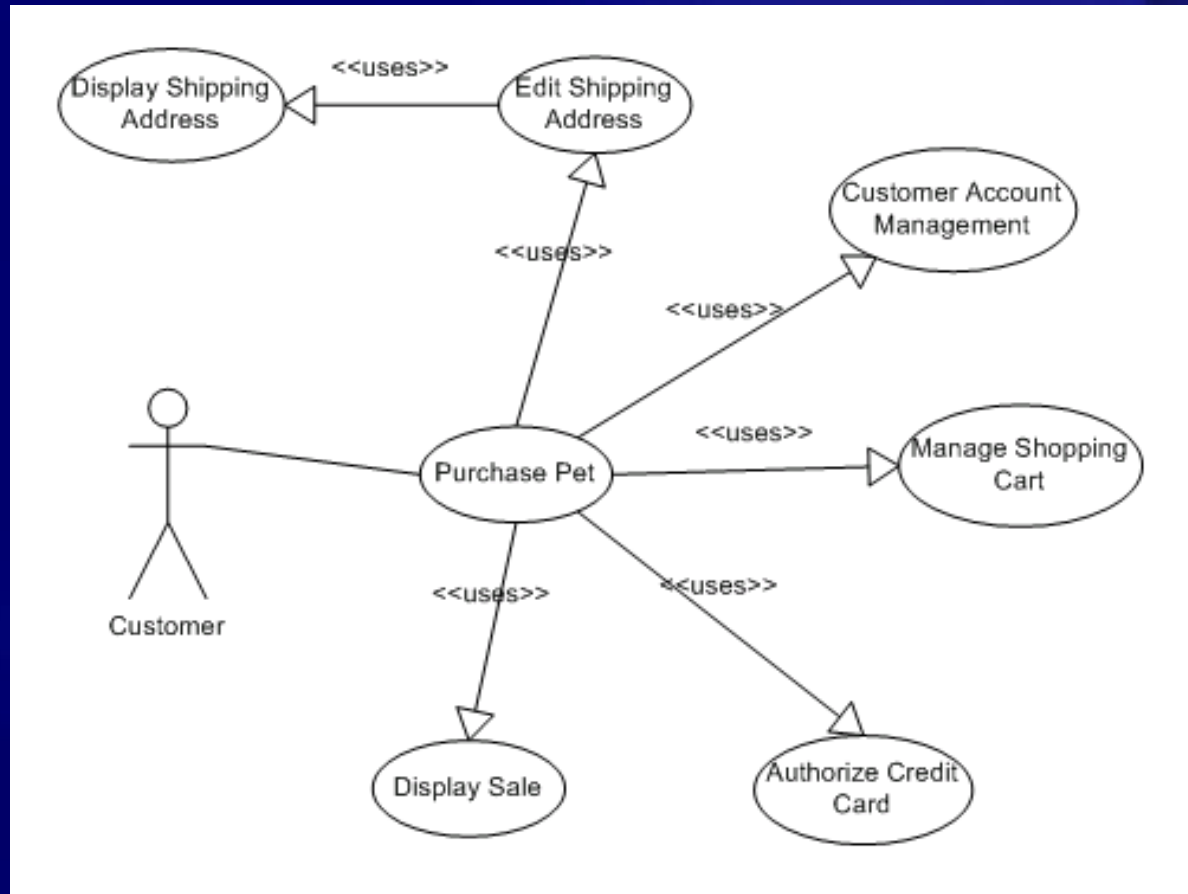 <<uses>>
Display Shipping
Address
Edit Shipping
Address
Customer Account
Management
<<uses>>
<<uses>>
<<uses>>
Manage Shopping
Cart
Purchase Pet
<<uses>>
<<uses>>
Customer
Display Sale
Authorize Credit
Card